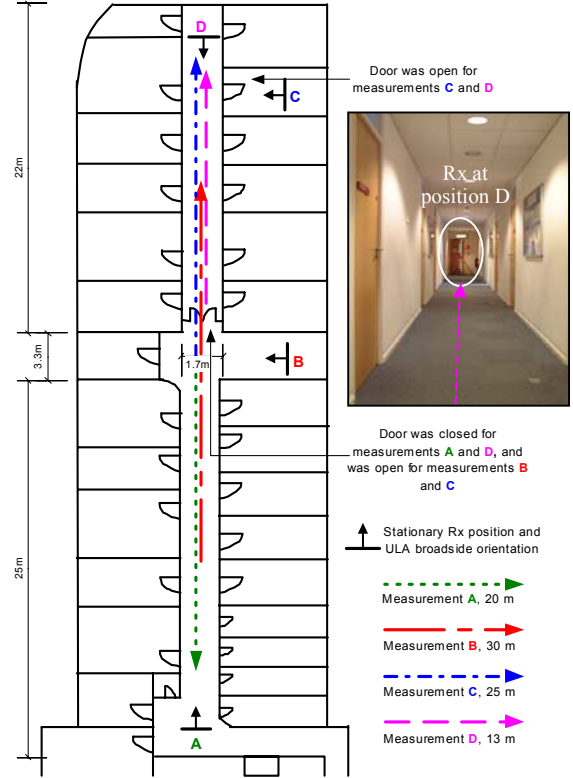 D
Door was open for
measurements C and D
C
22m
Rx at
position D
3.3m
1.7m
B
Door was closed for
measurements A and D, and
was open for measurements B
and C
Stationary Rx position and
ULA broadside orientation
25m
Measurement A, 20 m
Measurement B, 30 m
Measurement C, 25 m
Measurement D, 13 m
A